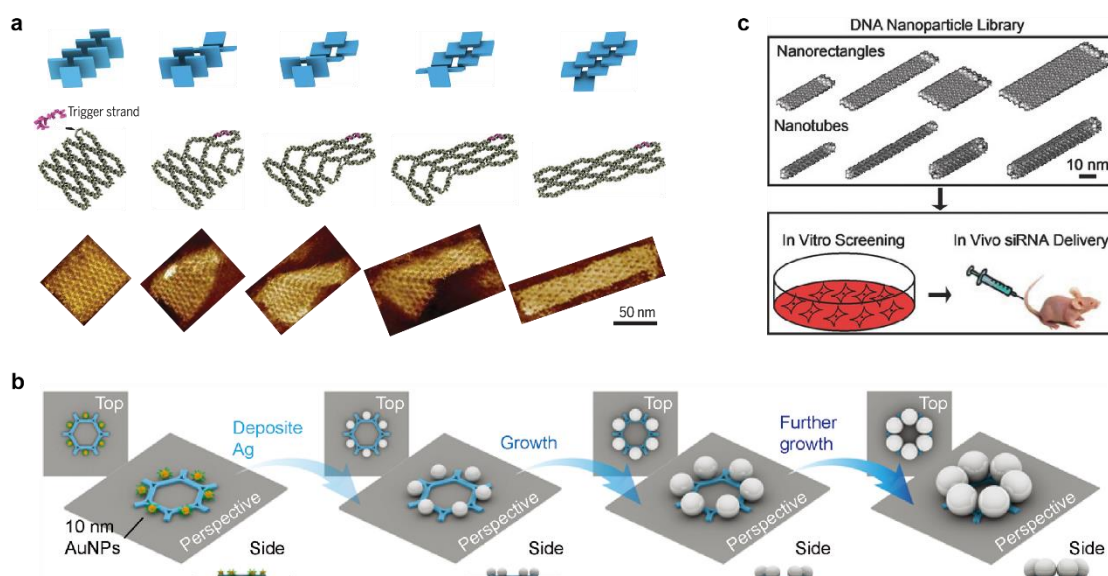 a
Trigger strand
50 nm
c
DNA Nanoparticle Library
Nanorectangles
Nanotubes
10 nm
In Vitro Screening
In Vivo siRNA Delivery
b
Top
Deposite
Ag
Perspective
10 nm
AuNPs
Side
Top
Growth
Perspective
Side
Top
Further
growth
Perspective
Side
Top
Perspective
Side